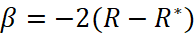 β = −2(R − R*)